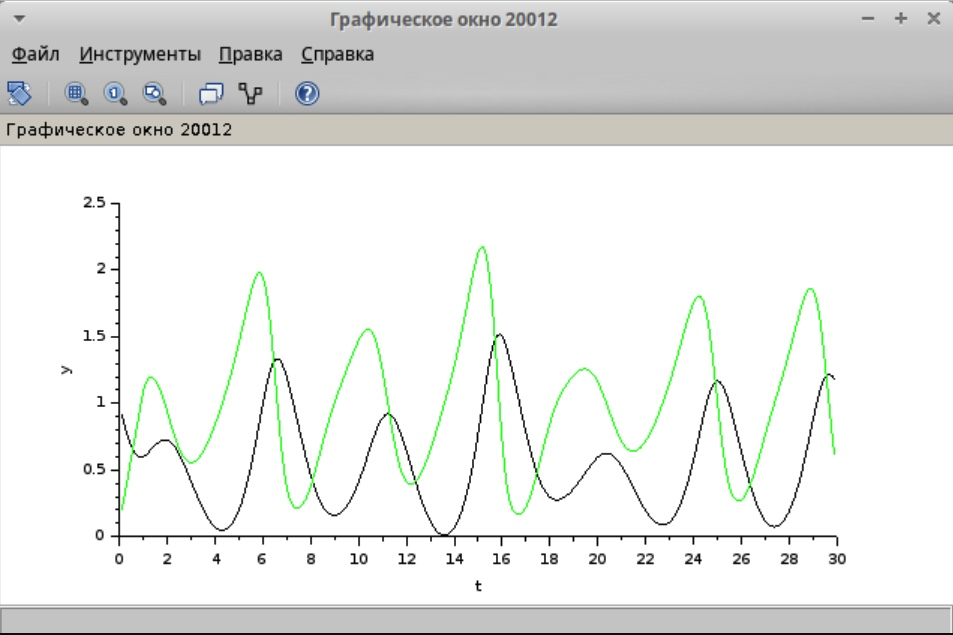 Графическое окно 20012
Файл Инструменты Правка Справка
Графическое окно 20012
2.5
2
1.5
y
1
0.5
0
0 2 4 6 8 10 12 14 16 18 20 22 24 26 28 30
t